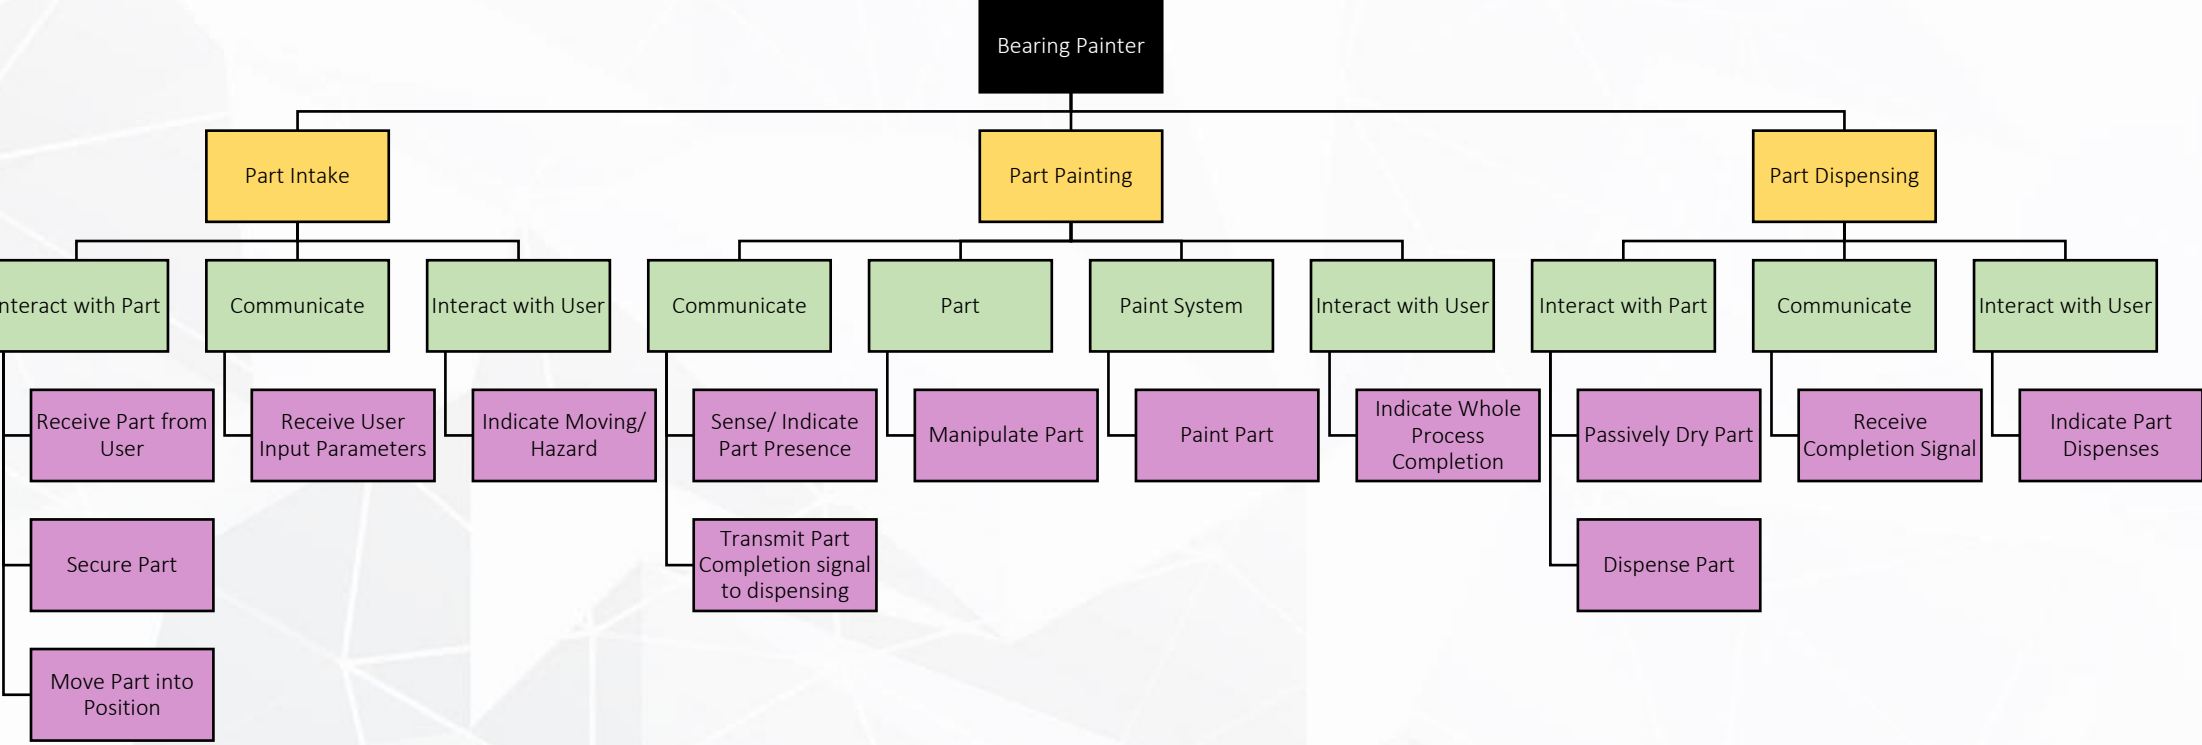 Bearing Painter
Part Intake
Part Painting
Part Dispensing
nteract with Part
Communicate
Interact with User
Communicate
Part
Paint System
Interact with User
Interact with Part
Communicate
Interact with User
Receive Part from
User
Receive User
Input Parameters
Indicate Moving/
Hazard
Sense/ Indicate
Part Presence
Manipulate Part
Paint Part
Indicate Whole
Process
Completion
Passively Dry Part
Receive
Completion Signal
Indicate Part
Dispenses
Secure Part
Transmit Part
Completion signal
to dispensing
Dispense Part
Move Part into
Position